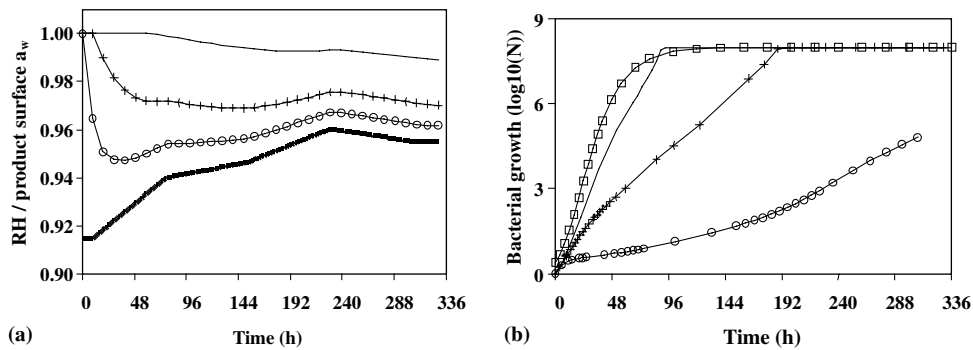 RH / product surface aw
1.00
0.98
0.96
0.94
0.92
0.90
0 48 96 144 192 240 288 336
(a) Time (h)
Bacterial growth (log10(N))
9
6
3
0
0 48 96 144 192 240 288 336
(b) Time (h)